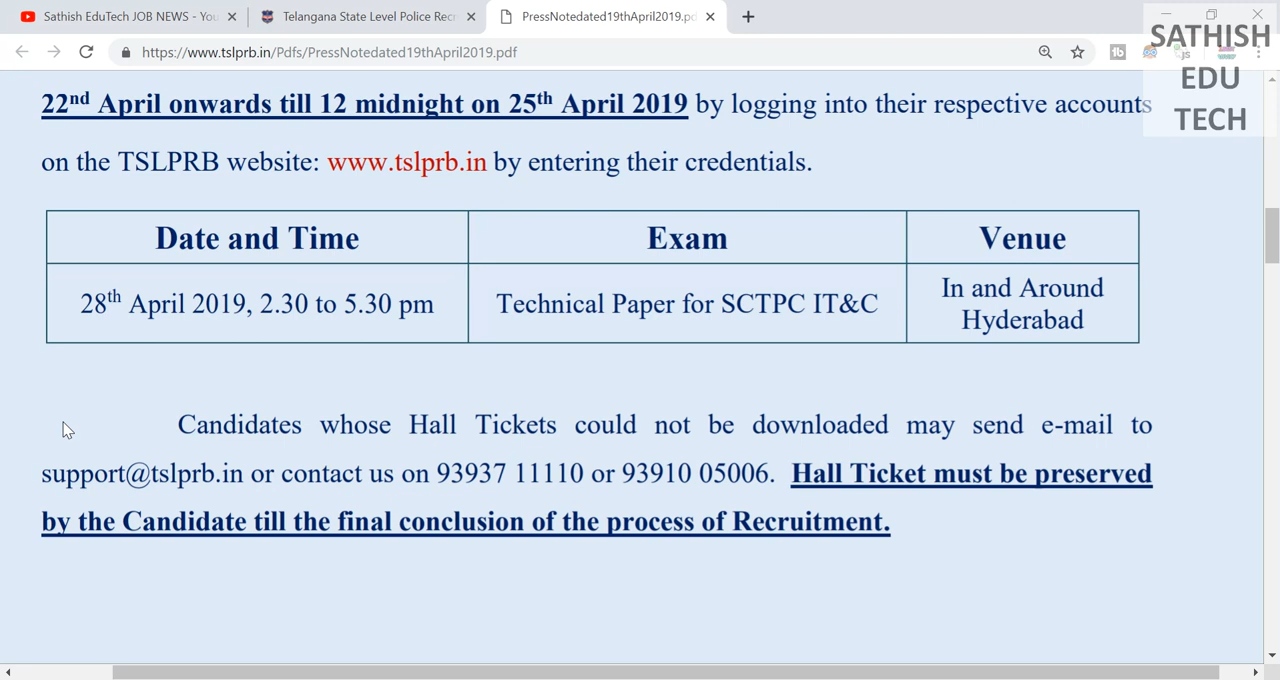 Sathish EduTech JOB NEWS - You
Telangana State Level Police Recr
PressNotedated19thApril2019.pd
https://www.tslprb.in/Pdfs/PressNotedated19thApril2019.pdf
SATHISH
EDU
TECH
22nd April onwards till 12 midnight on 25th April 2019 by logging into their respective accounts
on the TSLPRB website: www.tslprb.in by entering their credentials.
Date and Time Exam Venue
28th April 2019, 2.30 to 5.30 pm Technical Paper for SCTPC IT&C In and Around
Hyderabad
Candidates whose Hall Tickets could not be downloaded may send e-mail to
support@tslprb.in or contact us on 93937 11110 or 93910 05006. Hall Ticket must be preserved
by the Candidate till the final conclusion of the process of Recruitment.